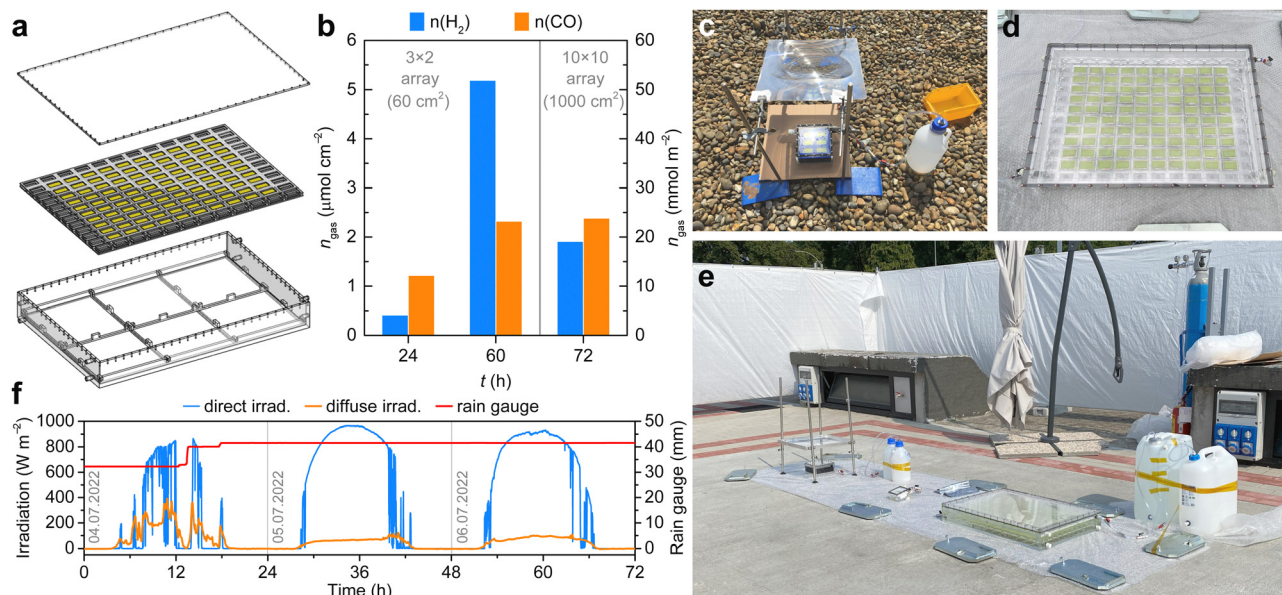 a
b
n(H₂)
n(CO)
6
5
4
3
2
1
0
n_gas (μmol cm⁻²)
3×2
array
(60 cm²)
10×10
array
(1000 cm²)
60
50
40
30
20
10
0
n_gas (mmol m⁻²)
24
60
72
t (h)
c
d
e
f
direct irrad.
diffuse irrad.
rain gauge
1000
800
600
400
200
0
Irradiation (W m⁻²)
04.07.2022
05.07.2022
06.07.2022
50
40
30
20
10
0
Rain gauge (mm)
0
12
24
36
48
60
72
Time (h)